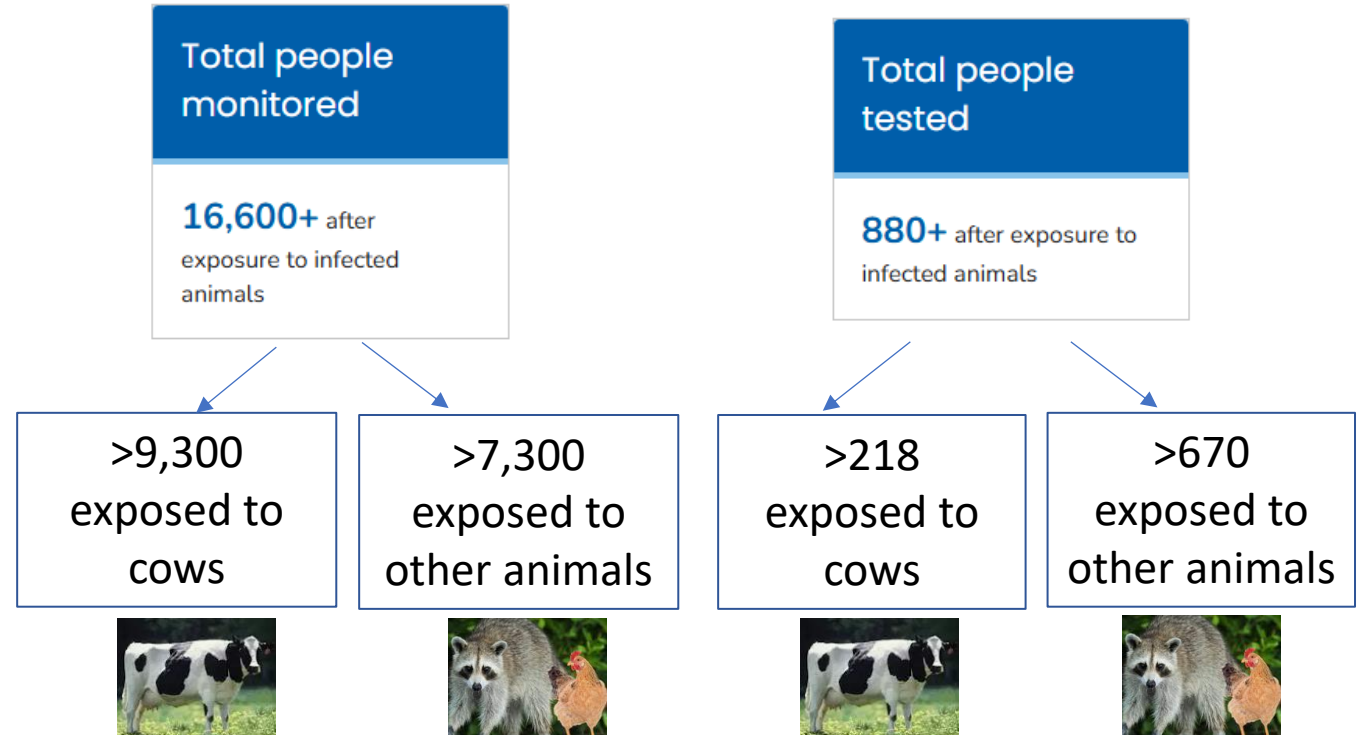 Total people
monitored
16,600+ after
exposure to infected
animals
Total people
tested
880+ after exposure to
infected animals
>9,300
exposed to
cows
>7,300
exposed to
other animals
>218
exposed to
cows
>670
exposed to
other animals